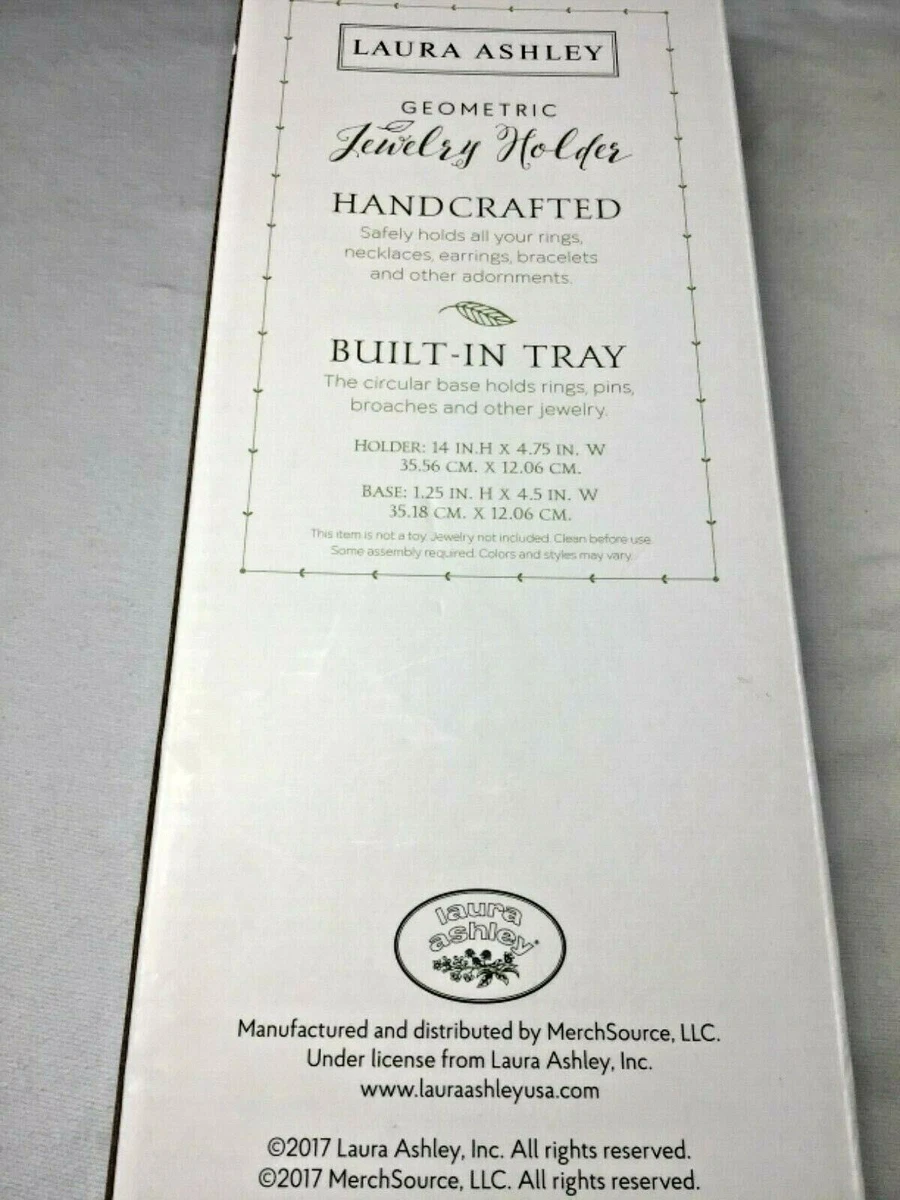 LAURA ASHLEY
GEOMETRIC
Jewelry Holder
HANDCRAFTED
Safely holds all your rings,
necklaces, earrings, bracelets
and other adornments.
BUILT-IN TRAY
The circular base holds rings, pins,
broaches and other jewelry.
HOLDER: 14 IN.H X 4.75 IN. W
35.56 CM. X 12.06 CM.
BASE: 1.25 IN. H X 4.5 IN. W
35.18 CM. X 12.06 CM.
This item is not a toy. Jewelry not included. Clean before use.
Some assembly required. Colors and styles may vary.
laura
ashley
Manufactured and distributed by MerchSource, LLC.
Under license from Laura Ashley, Inc.
www.lauraashleyusa.com
©2017 Laura Ashley, Inc. All rights reserved.
©2017 MerchSource, LLC. All rights reserved.